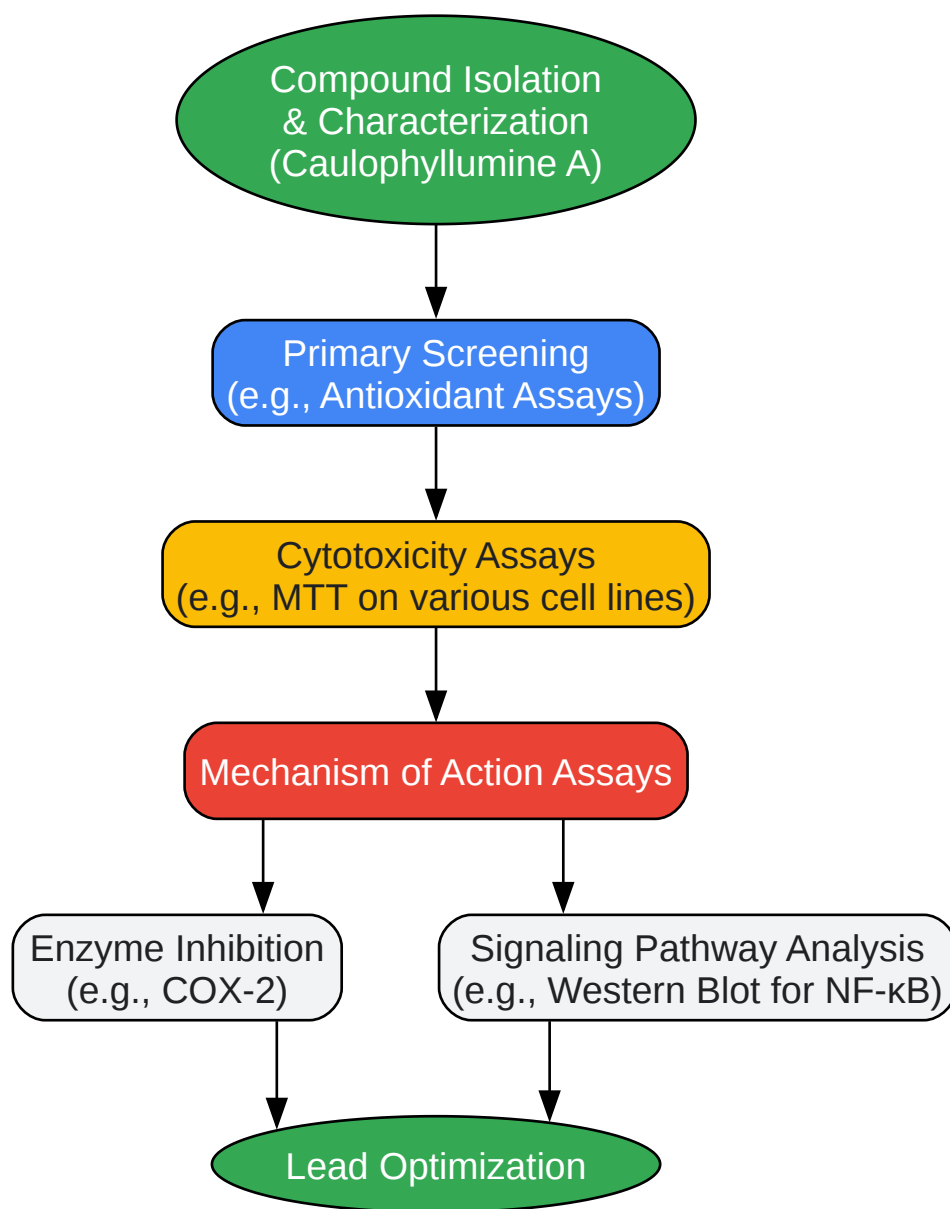 Compound Isolation
& Characterization
(Caulophyllumine A)
Primary Screening
(e.g., Antioxidant Assays)
Cytotoxicity Assays
(e.g., MTT on various cell lines)
Mechanism of Action Assays
Enzyme Inhibition
(e.g., COX-2)
Signaling Pathway Analysis
(e.g., Western Blot for NF-κB)
Lead Optimization